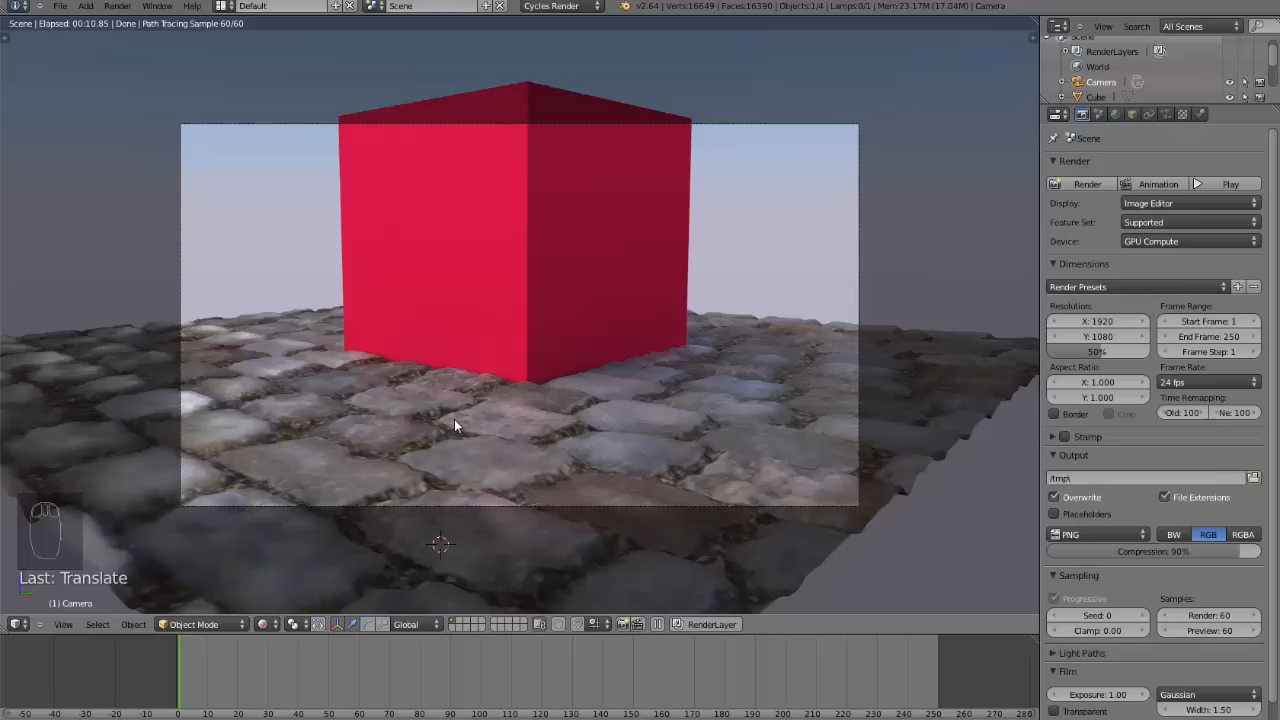 File Add Render Window Help Default Scene Cycles Render v2.64 | Verts:16649 | Faces:16390 | Objects:1/4 | Lamps:0/1 | Mem:23.17M (17.04M) | Camera
Scene | Elapsed: 00:10.85 | Done | Path Tracing Sample 60/60
View Search All Scenes
Scene
RenderLayers
World
Camera
Cube
Scene
Render
Render Animation Play
Display: Image Editor
Feature Set: Supported
Device: GPU Compute
Dimensions
Render Presets
Resolution: Frame Range:
X: 1920 Start Frame: 1
Y: 1080 End Frame: 250
50% Frame Step: 1
Aspect Ratio: Frame Rate:
X: 1.000 24 fps
Y: 1.000 Time Remapping:
Border Crop Old: 100 Ne: 100
Stamp
Output
/tmp\
Overwrite File Extensions
Placeholders
PNG BW RGB RGBA
Compression: 90%
Sampling
Progressive Samples:
Seed: 0 Render: 60
Clamp: 0.00 Preview: 60
Light Paths
Film
Exposure: 1.00 Gaussian
Transparent Width: 1.50
Last: Translate
(1) Camera
View Select Object Object Mode Global RenderLayer
-50 -40 -30 -20 -10 0 10 20 30 40 50 60 70 80 90 100 110 120 130 140 150 160 170 180 190 200 210 220 230 240 250 260 270 280